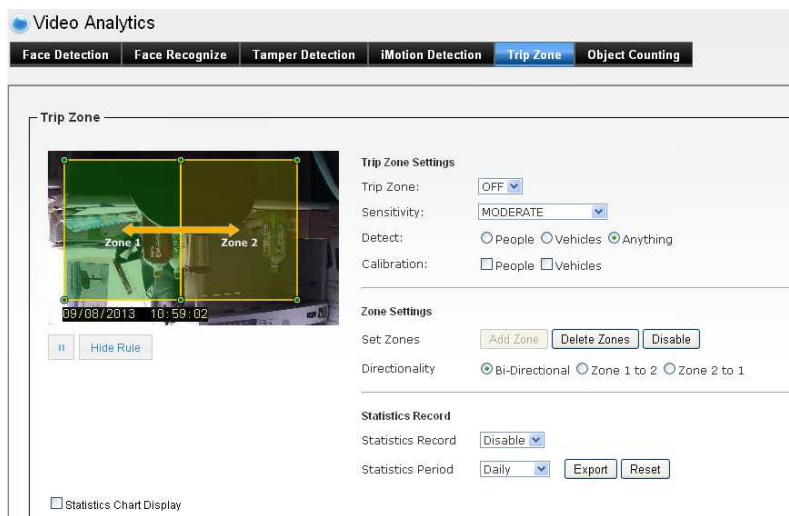 Video Analytics
Face Detection Face Recognize Tamper Detection iMotion Detection Trip Zone Object Counting
Trip Zone
Zone 1 Zone 2
09/08/2013 10:59:02
Hide Rule
Trip Zone Settings
Trip Zone: OFF
Sensitivity: MODERATE
Detect: People Vehicles Anything
Calibration: People Vehicles
Zone Settings
Set Zones Add Zone Delete Zones Disable
Directionality Bi-Directional Zone 1 to 2 Zone 2 to 1
Statistics Record
Statistics Record Disable
Statistics Period Daily Export Reset
Statistics Chart Display